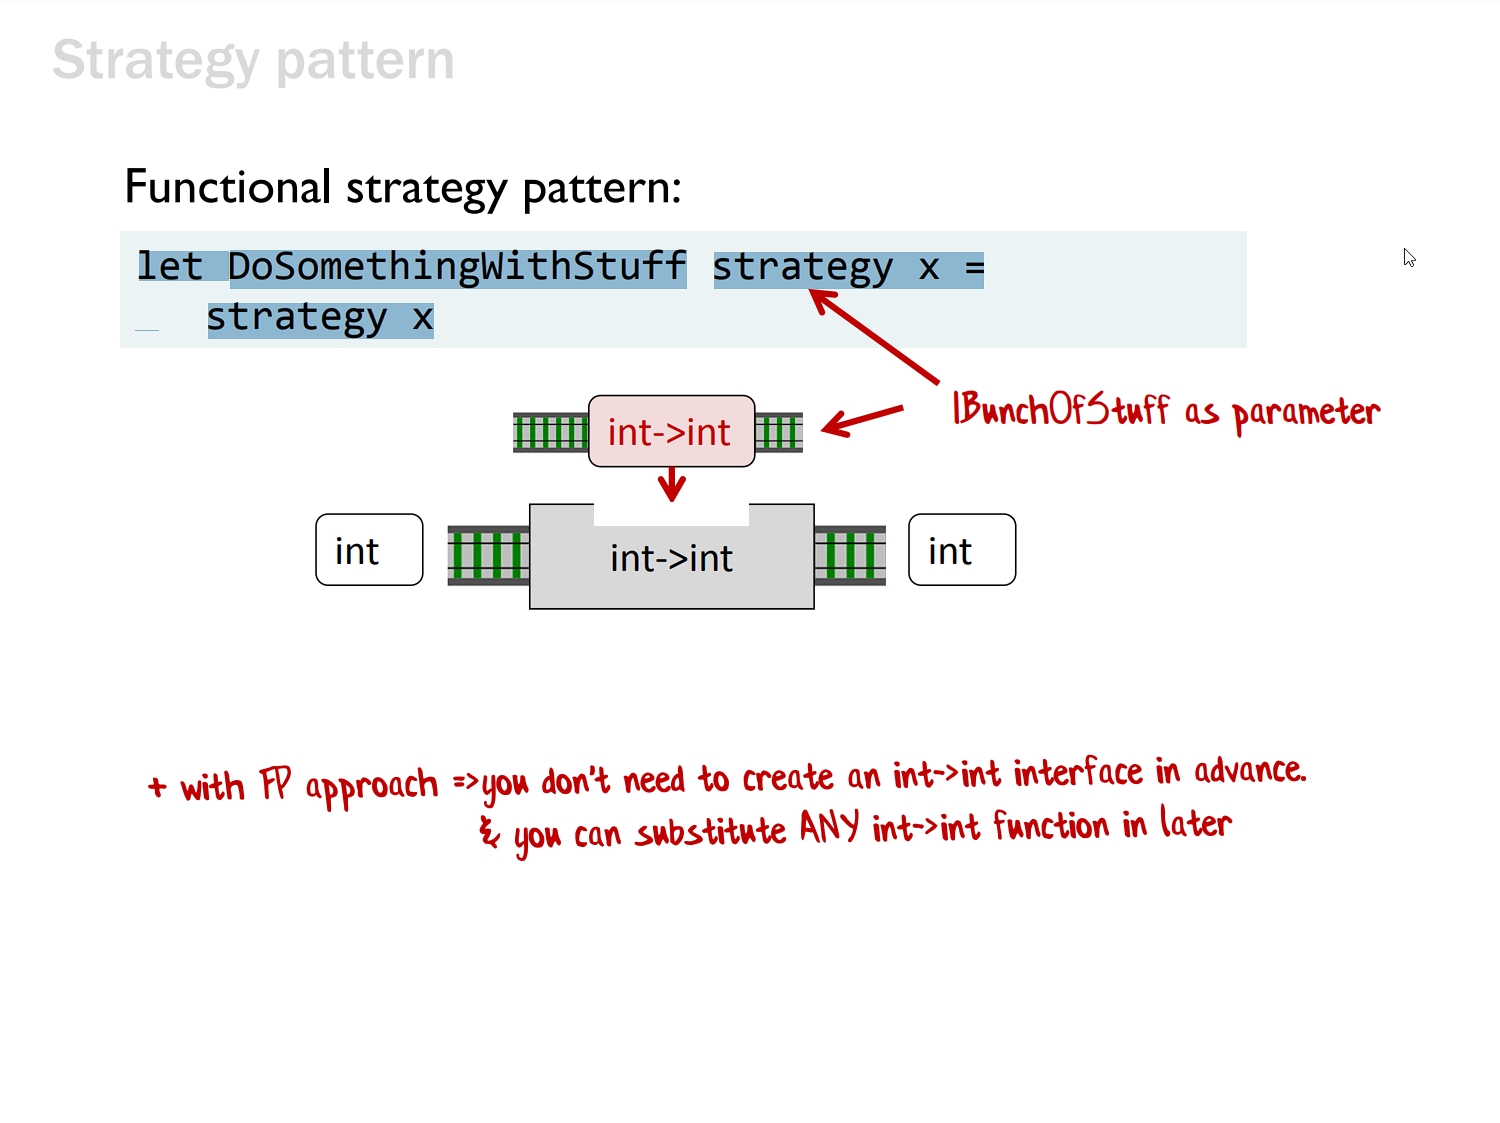 Strategy pattern
Functional strategy pattern:
let DoSomethingWithStuff strategy x =
strategy x
IBunchOfStuff as parameter
int->int
int
int->int
int
+ with FP approach =>you don't need to create an int->int interface in advance.
& you can substitute ANY int->int function in later